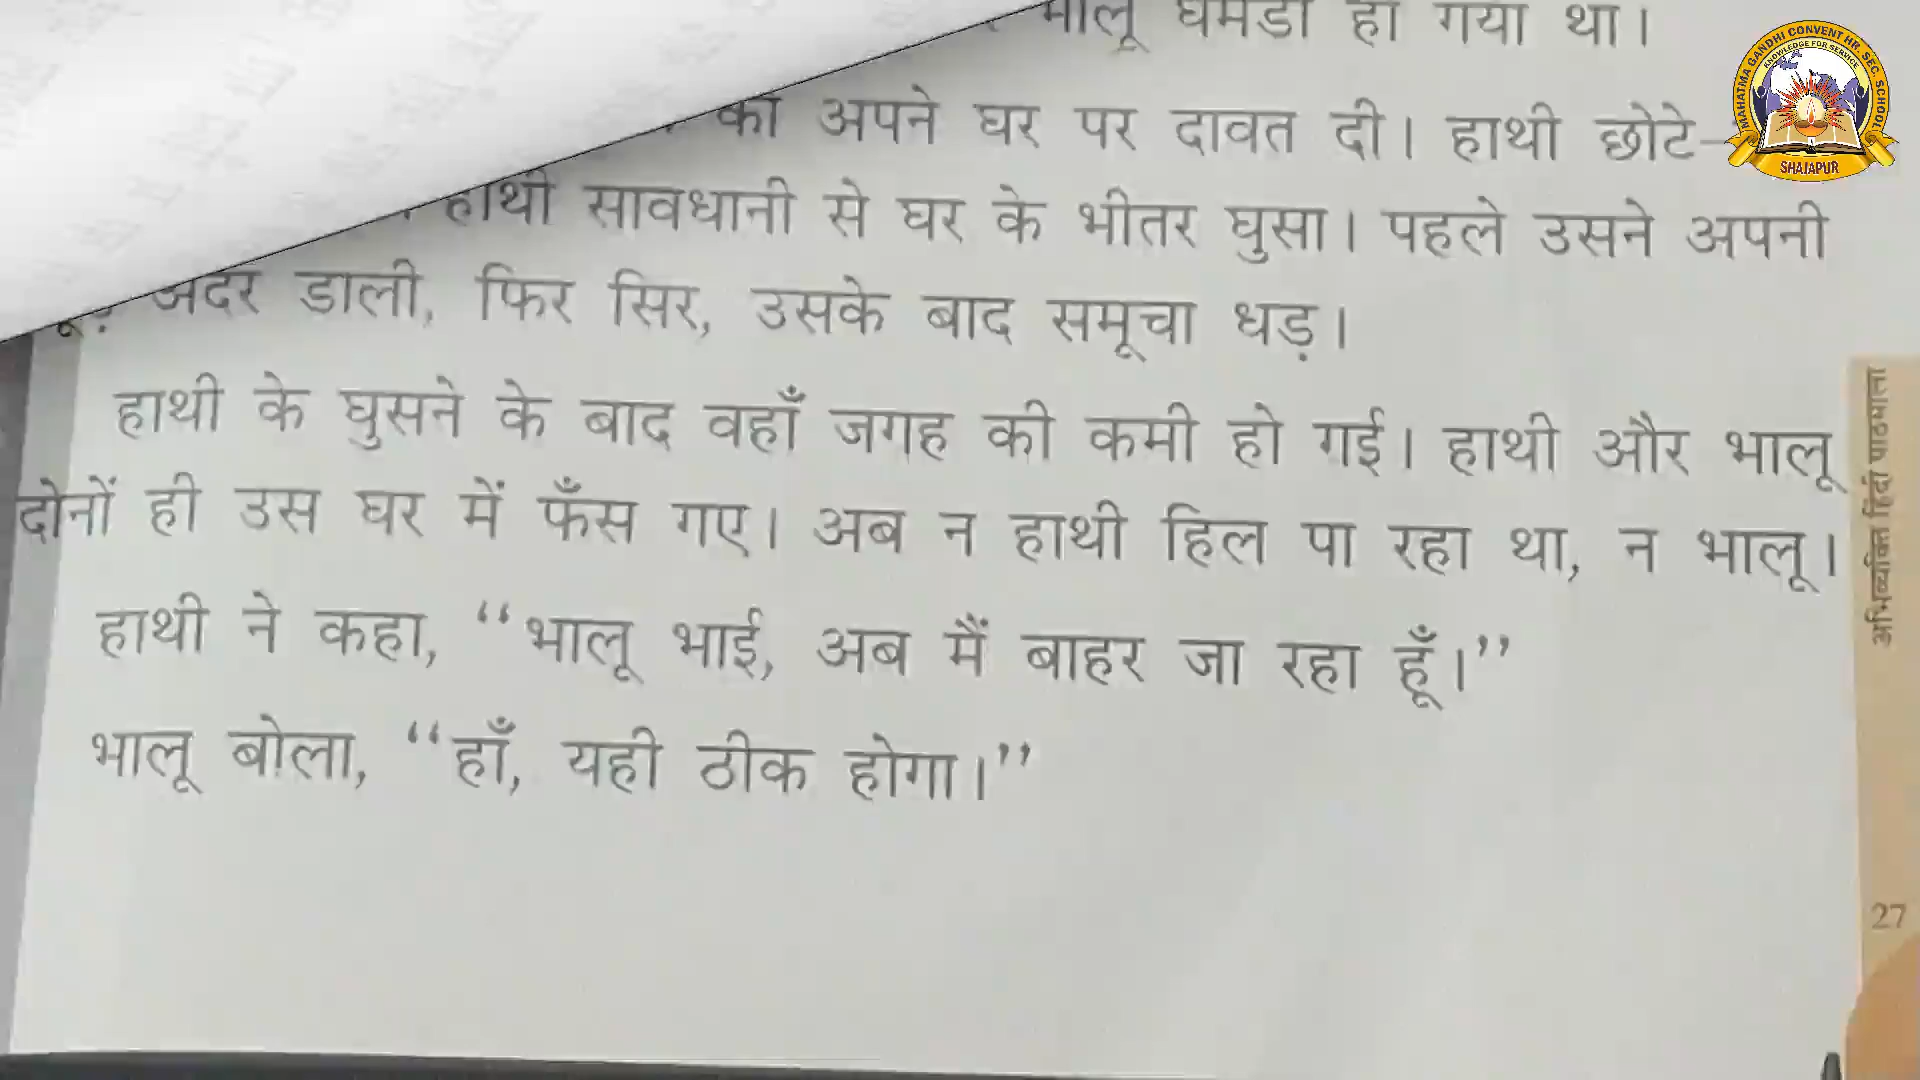 भालू घमंडी हो गया था।
को अपने घर पर दावत दी। हाथी छोटे-
हाथी सावधानी से घर के भीतर घुसा। पहले उसने अपनी
अंदर डाली, फिर सिर, उसके बाद समूचा धड़।
हाथी के घुसने के बाद वहाँ जगह की कमी हो गई। हाथी और भालू
दोनों ही उस घर में फँस गए। अब न हाथी हिल पा रहा था, न भालू।
हाथी ने कहा, “भालू भाई, अब मैं बाहर जा रहा हूँ।”
भालू बोला, “हाँ, यही ठीक होगा।”
अभिव्यक्ति हिंदी पाठमाला
27
MAHATMA GANDHI CONVENT HR. SEC. SCHOOL
KNOWLEDGE FOR SERVICE
SHAJAPUR